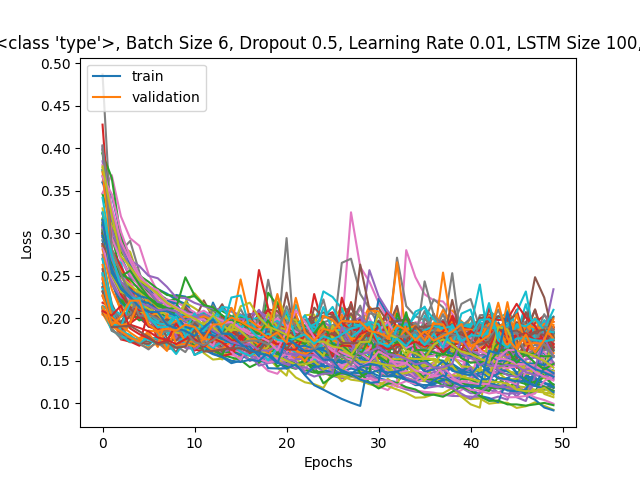 <class 'type'>, Batch Size 6, Dropout 0.5, Learning Rate 0.01, LSTM Size 100,
0.50
train
0.45
validation
0.40
0.35
0.30
Loss
0.25
0.20
0.15
0.10
0 10 20 30 40 50
Epochs